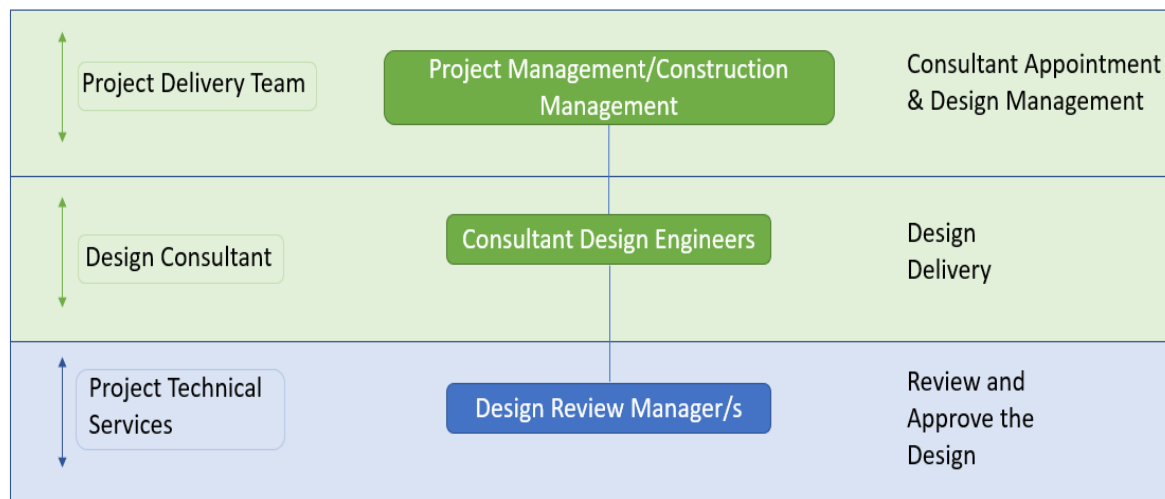 Project Delivery Team
Project Management/Construction
Management
Consultant Appointment
& Design Management
Design Consultant
Consultant Design Engineers
Design
Delivery
Project Technical
Services
Design Review Manager/s
Review and
Approve the
Design